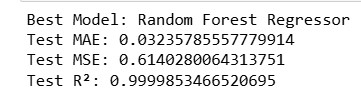 Best Model: Random Forest Regressor
Test MAE: 0.03235785557779914
Test MSE: 0.6140280064313751
Test R²: 0.9999853466520695